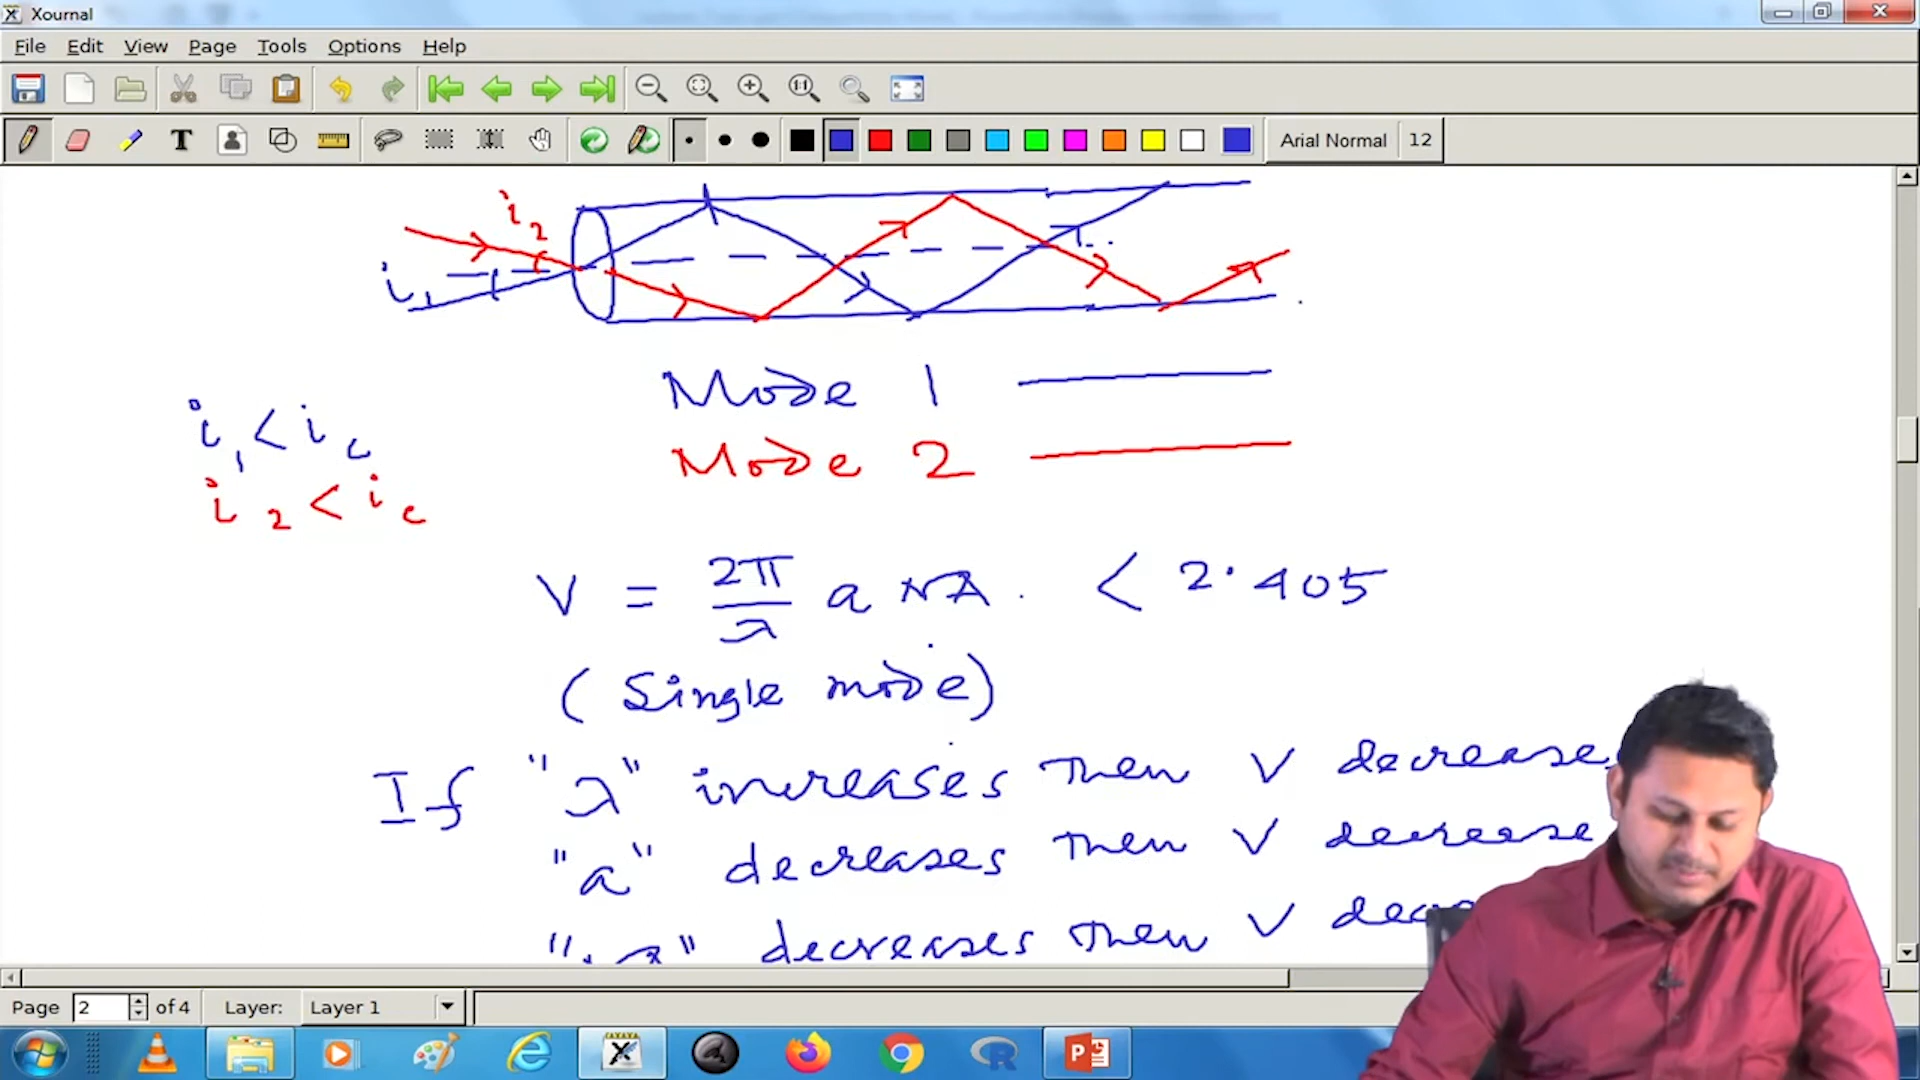 Xournal
File Edit View Page Tools Options Help
Arial Normal 12
i2
i1
Mode 1
Mode 2
i1 < ic
i2 < ic
V = 2π/λ a NA. < 2.405
(Single mode)
If "λ" increases then V decrease
"a" decreases then V decrease
decreases then V
Page 2 of 4 Layer: Layer 1